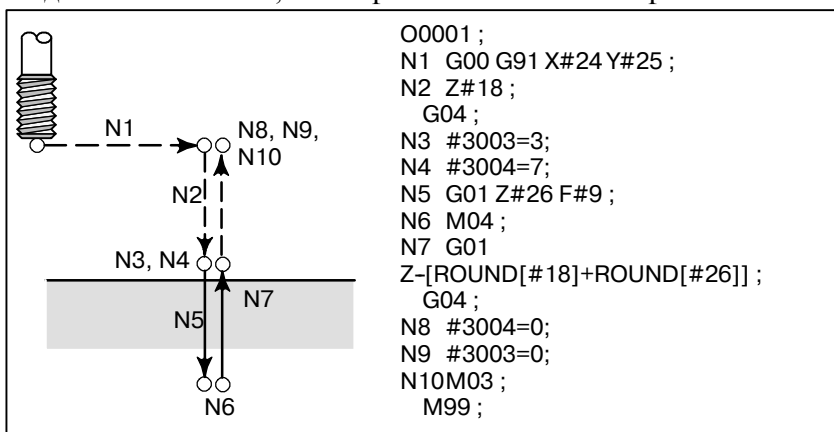 N1
N8, N9,
N10
N2
N3, N4
N7
N5
N6
O0001 ;
N1 G00 G91 X#24 Y#25 ;
N2 Z#18 ;
G04 ;
N3 #3003=3;
N4 #3004=7;
N5 G01 Z#26 F#9 ;
N6 M04 ;
N7 G01
Z-[ROUND[#18]+ROUND[#26]] ;
G04 ;
N8 #3004=0;
N9 #3003=0;
N10M03 ;
M99 ;